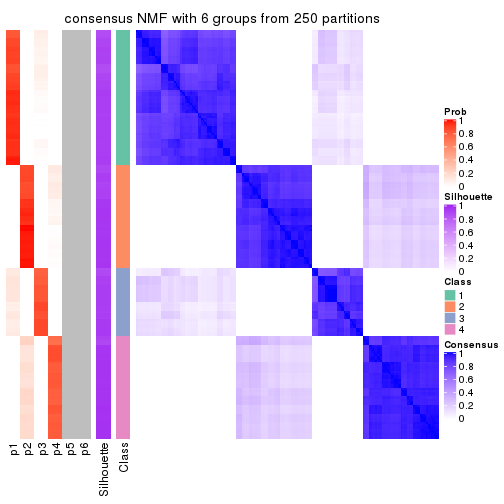 consensus NMF with 6 groups from 250 partitions
Prob
1
0.8
0.6
0.4
0.2
0
Silhouette
1
0.8
0.6
0.4
0.2
0
Class
1
2
3
4
Consensus
1
0.8
0.6
0.4
0.2
0
p1
p2
p3
p4
p5
p6
Silhouette
Class